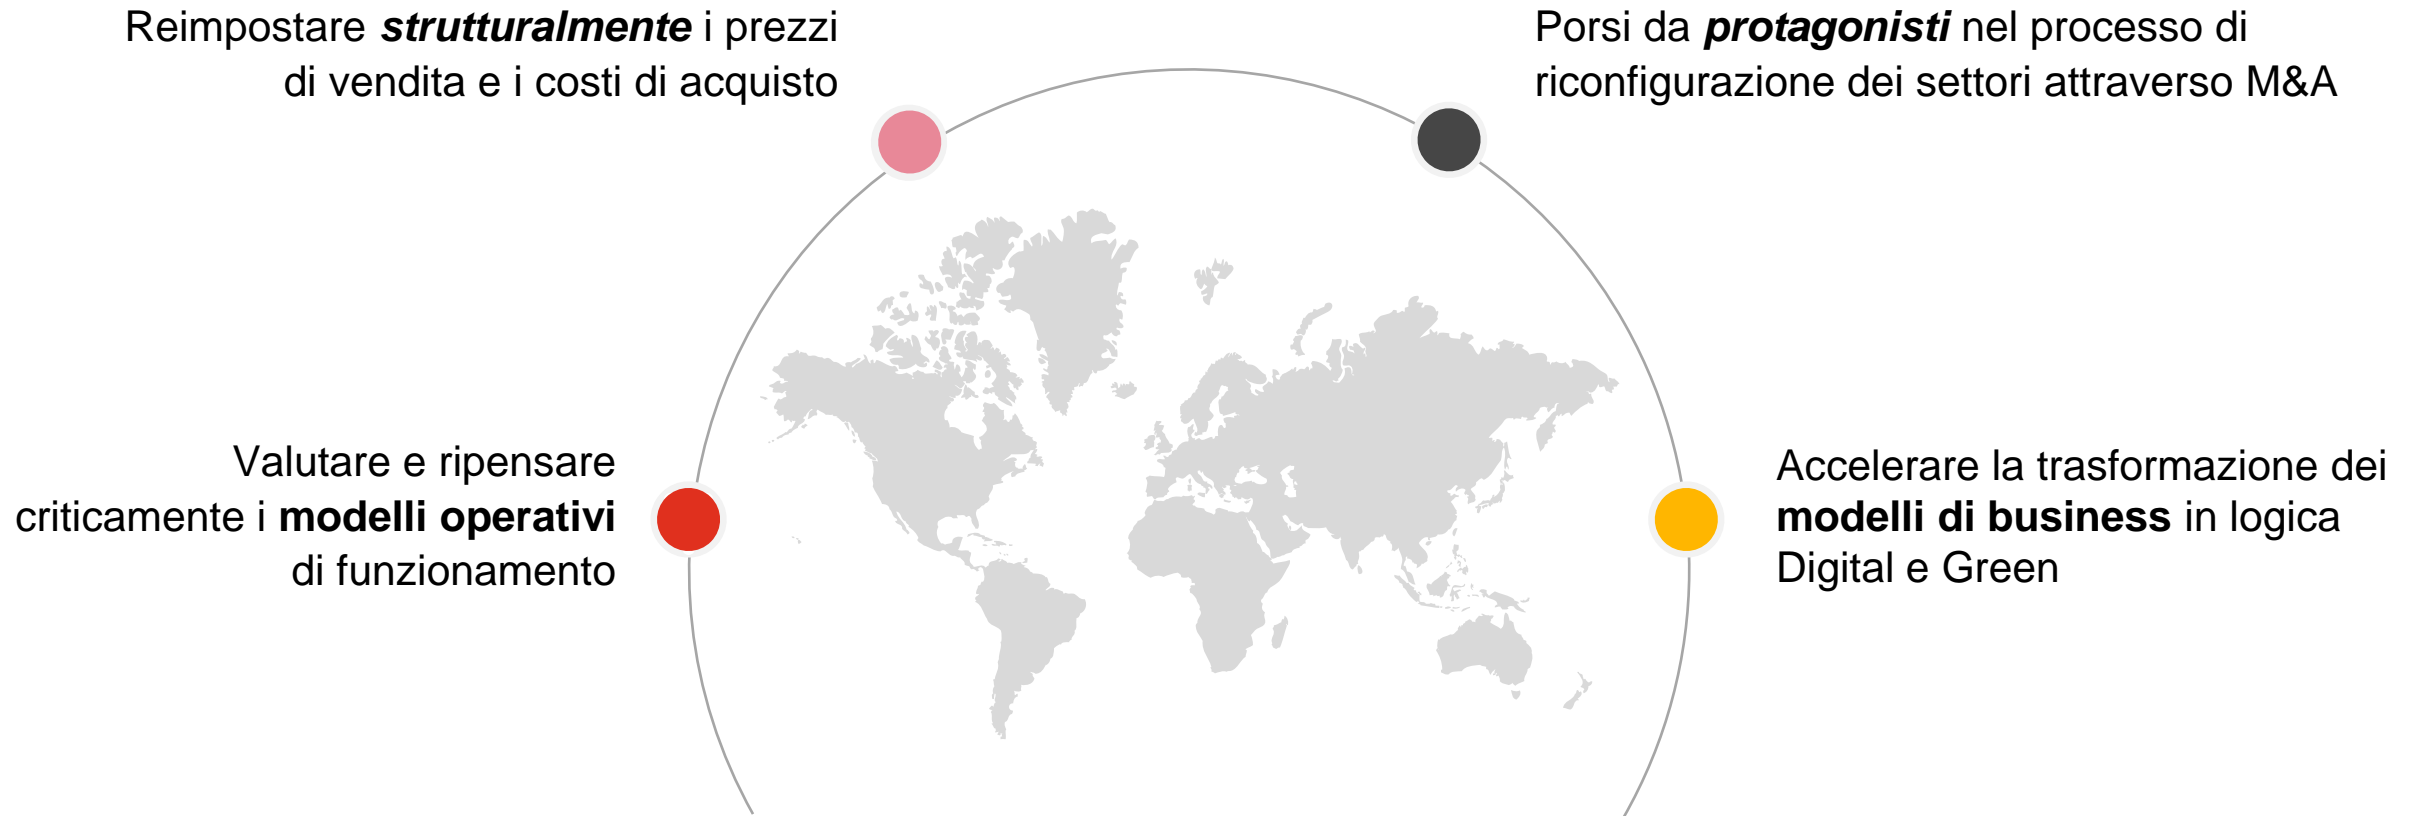 Reimpostare strutturalmente i prezzi
di vendita e i costi di acquisto
Porsi da protagonisti nel processo di
riconfigurazione dei settori attraverso M&A
Valutare e ripensare
criticamente i modelli operativi
di funzionamento
Accelerare la trasformazione dei
modelli di business in logica
Digital e Green